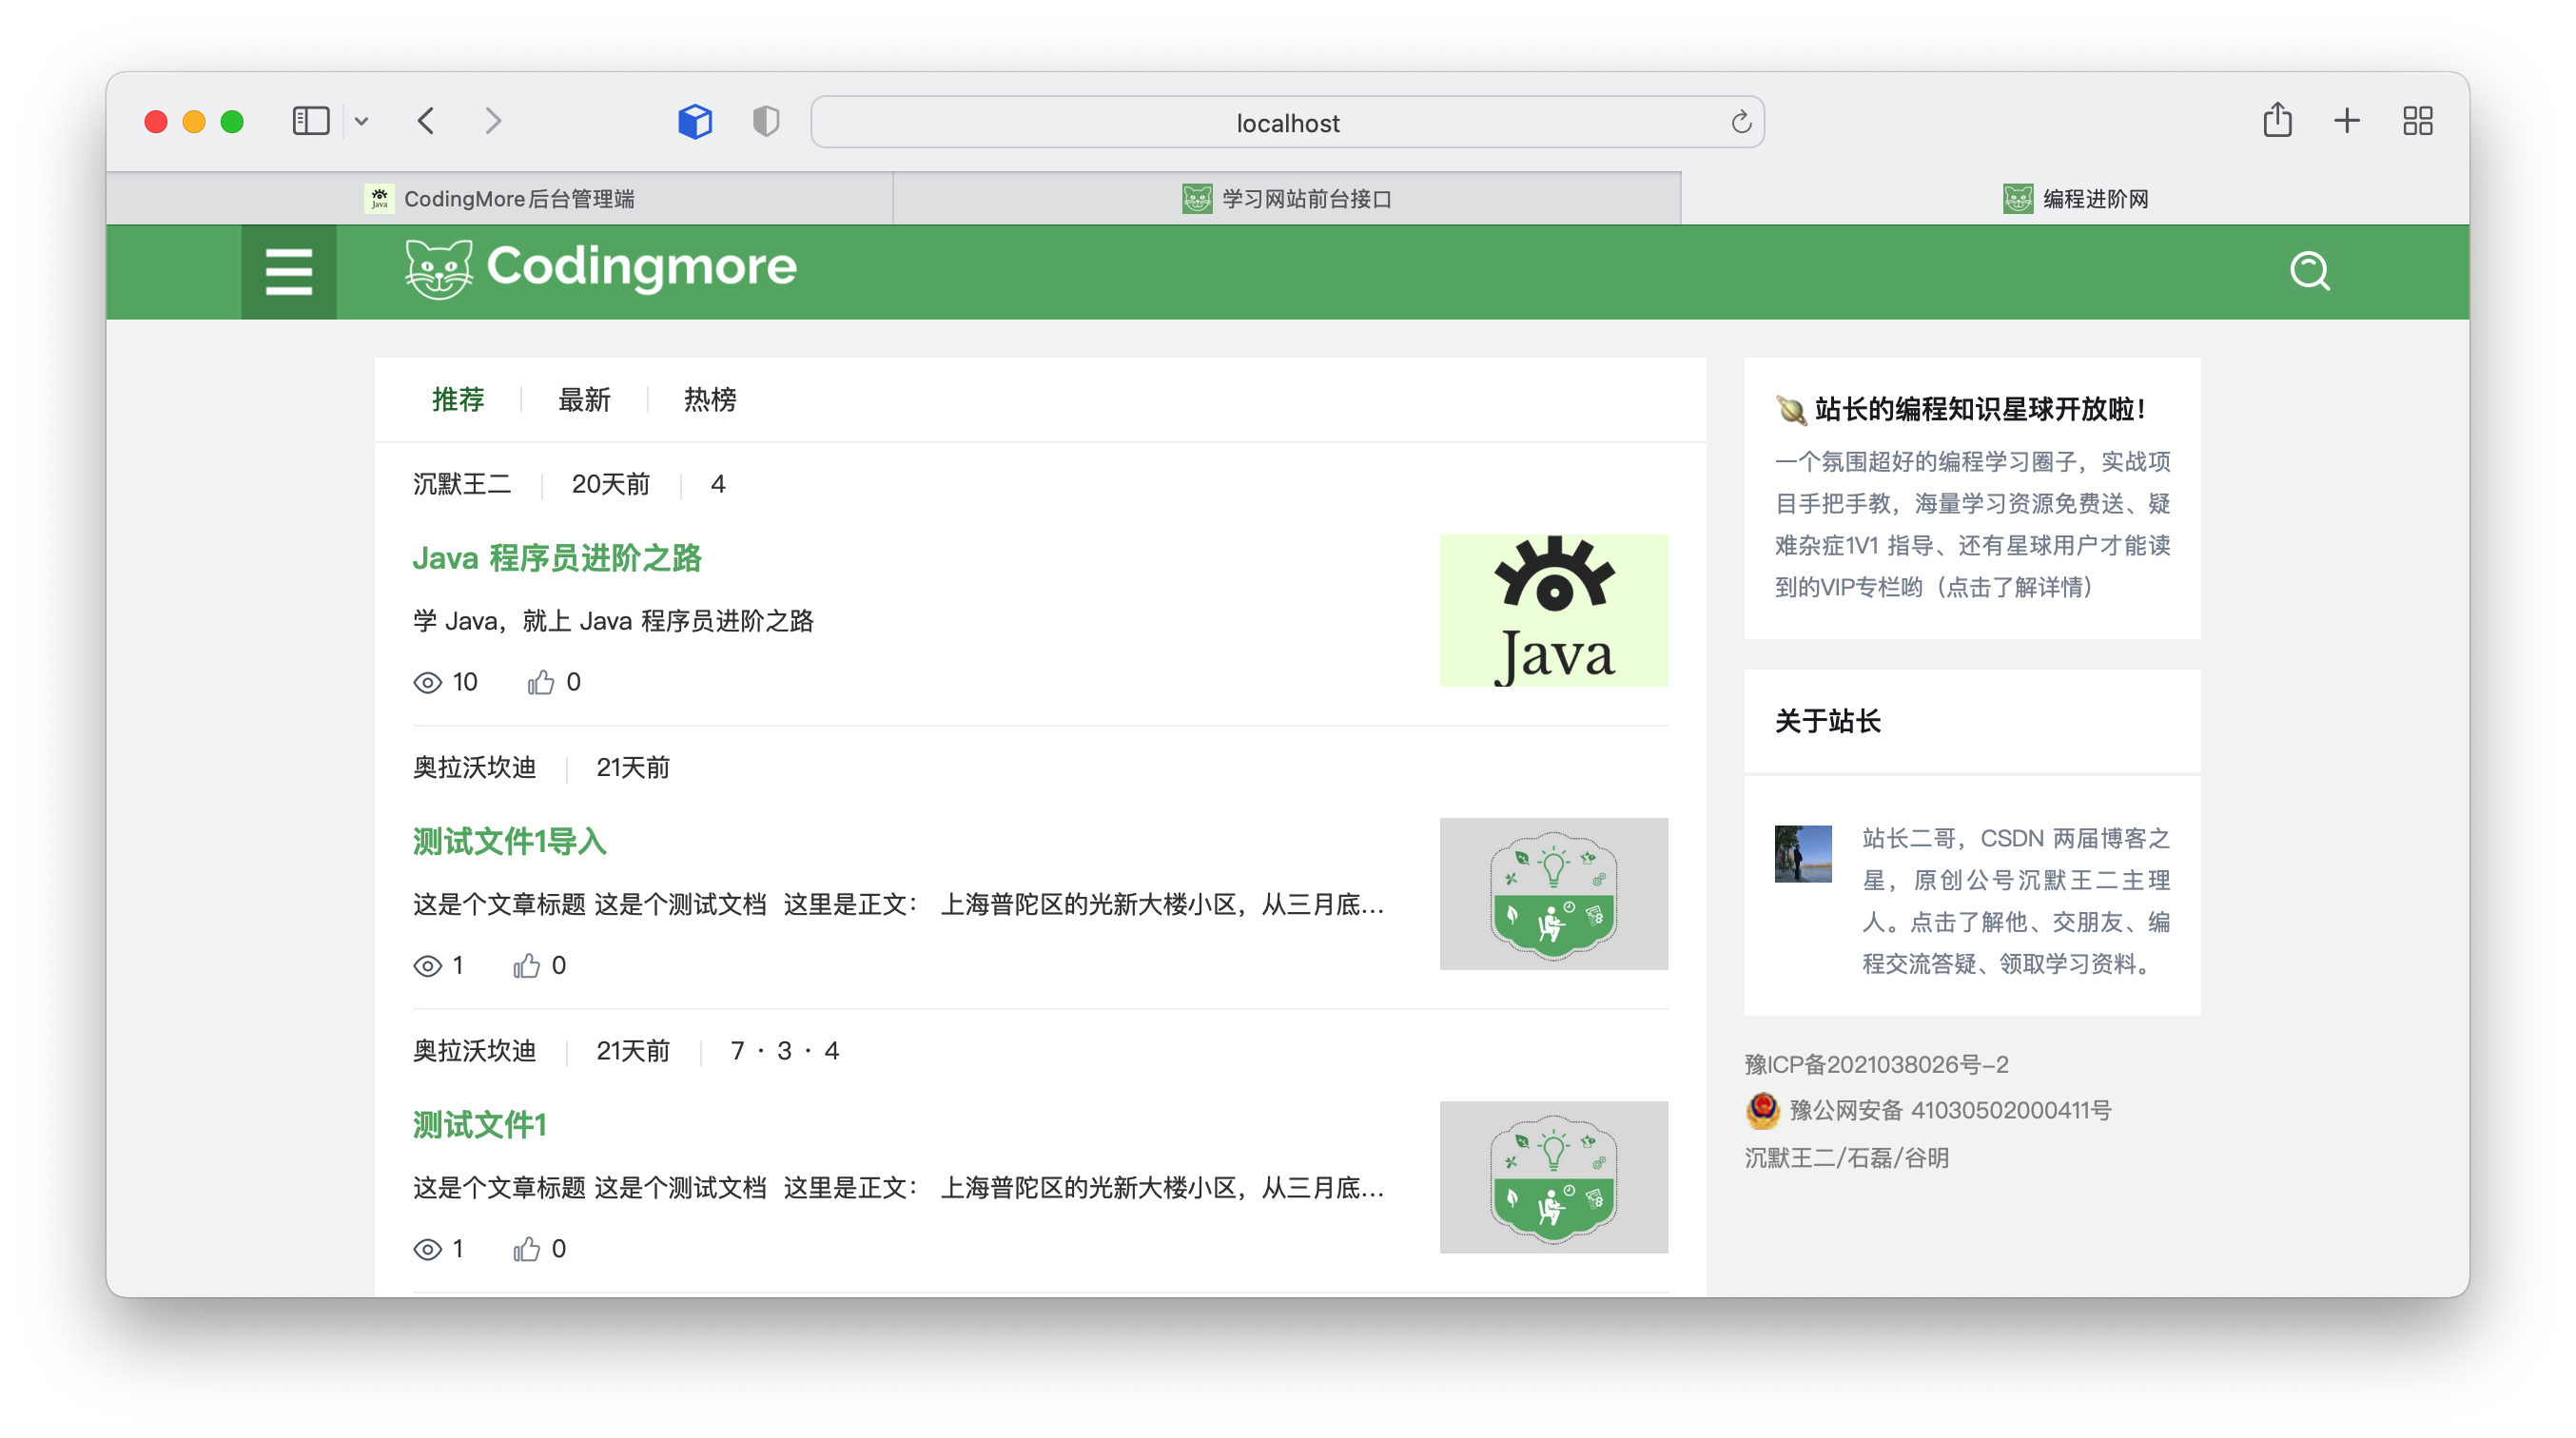 localhost
CodingMore后台管理端
学习网站前台接口
编程进阶网
Codingmore
推荐
最新
热榜
沉默王二
20天前
4
Java 程序员进阶之路
学 Java，就上 Java 程序员进阶之路
10
0
Java
奥拉沃坎迪
21天前
测试文件1导入
这是个文章标题 这是个测试文档 这里是正文： 上海普陀区的光新大楼小区，从三月底...
1
0
奥拉沃坎迪
21天前
7 · 3 · 4
测试文件1
这是个文章标题 这是个测试文档 这里是正文： 上海普陀区的光新大楼小区，从三月底...
1
0
站长的编程知识星球开放啦！
一个氛围超好的编程学习圈子，实战项
目手把手教，海量学习资源免费送、疑
难杂症1V1 指导、还有星球用户才能读
到的VIP专栏哟（点击了解详情）
关于站长
站长二哥，CSDN 两届博客之
星，原创公号沉默王二主理
人。点击了解他、交朋友、编
程交流答疑、领取学习资料。
豫ICP备2021038026号-2
豫公网安备 41030502000411号
沉默王二/石磊/谷明